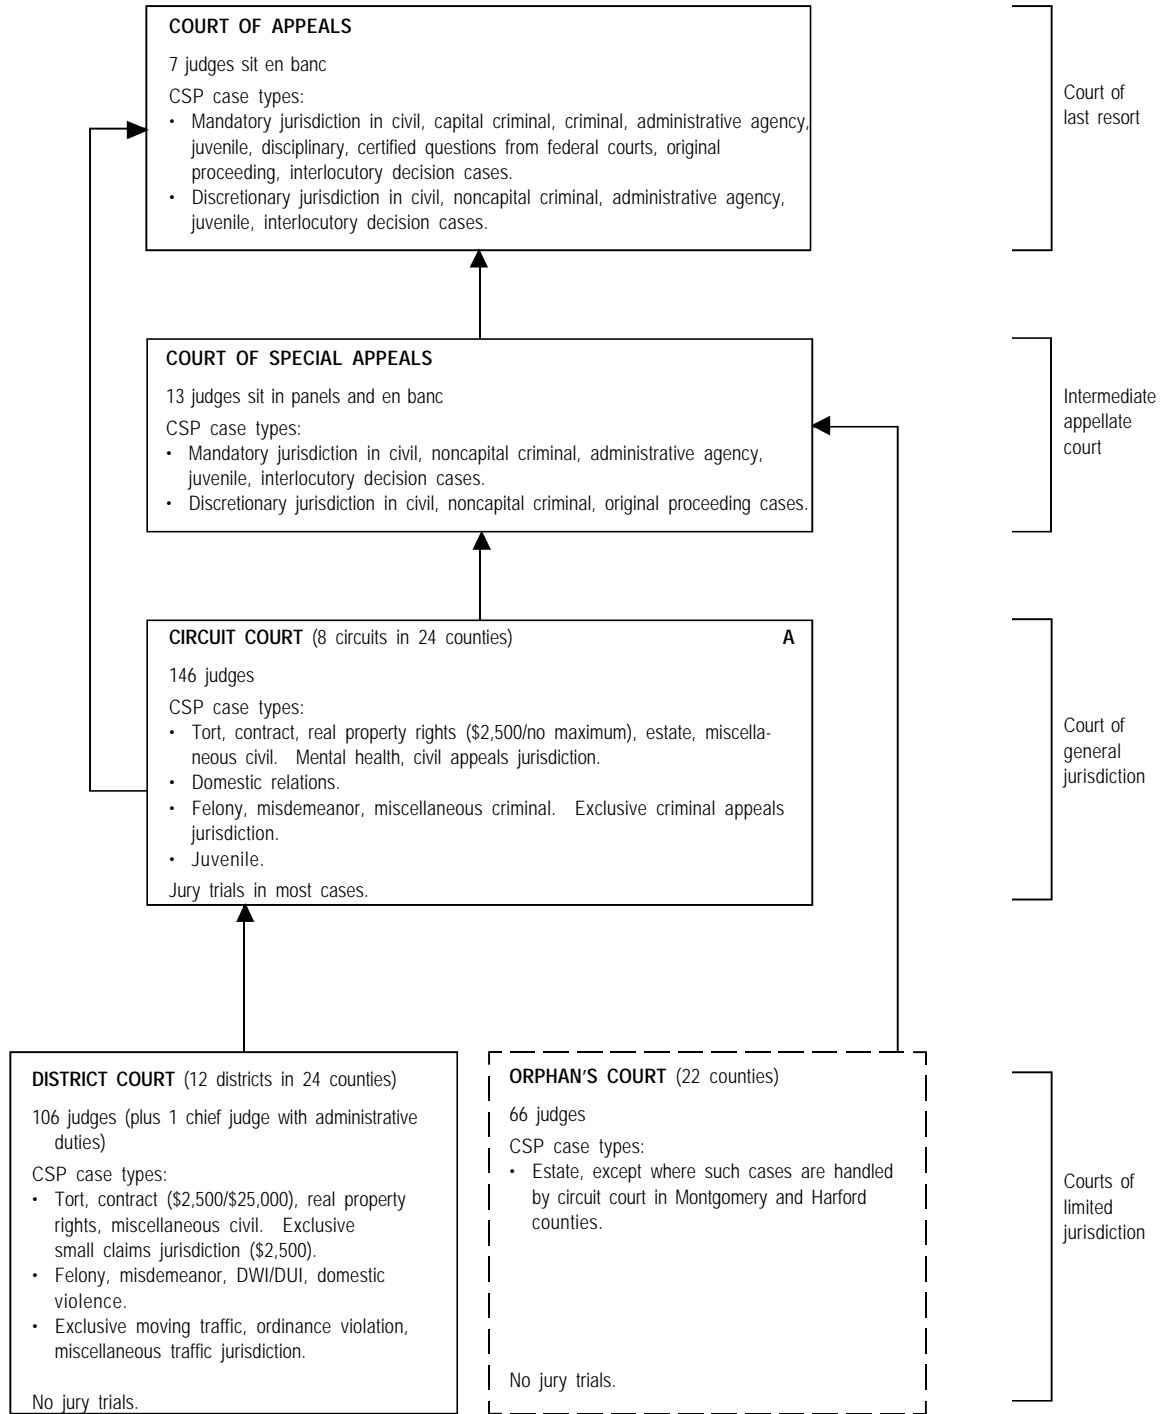 COURT OF APPEALS
7 judges sit en banc
CSP case types:
• Mandatory jurisdiction in civil, capital criminal, criminal, administrative agency,
juvenile, disciplinary, certified questions from federal courts, original
proceeding, interlocutory decision cases.
• Discretionary jurisdiction in civil, noncapital criminal, administrative agency,
juvenile, interlocutory decision cases.
Court of
last resort
COURT OF SPECIAL APPEALS
13 judges sit in panels and en banc
CSP case types:
• Mandatory jurisdiction in civil, noncapital criminal, administrative agency,
juvenile, interlocutory decision cases.
• Discretionary jurisdiction in civil, noncapital criminal, original proceeding cases.
Intermediate
appellate
court
CIRCUIT COURT (8 circuits in 24 counties) A
146 judges
CSP case types:
• Tort, contract, real property rights ($2,500/no maximum), estate, miscella-
neous civil. Mental health, civil appeals jurisdiction.
• Domestic relations.
• Felony, misdemeanor, miscellaneous criminal. Exclusive criminal appeals
jurisdiction.
• Juvenile.
Jury trials in most cases.
Court of
general
jurisdiction
DISTRICT COURT (12 districts in 24 counties)
106 judges (plus 1 chief judge with administrative
duties)
CSP case types:
• Tort, contract ($2,500/$25,000), real property
rights, miscellaneous civil. Exclusive
small claims jurisdiction ($2,500).
• Felony, misdemeanor, DWI/DUI, domestic
violence.
• Exclusive moving traffic, ordinance violation,
miscellaneous traffic jurisdiction.
No jury trials.
ORPHAN'S COURT (22 counties)
66 judges
CSP case types:
• Estate, except where such cases are handled
by circuit court in Montgomery and Harford
counties.
No jury trials.
Courts of
limited
jurisdiction